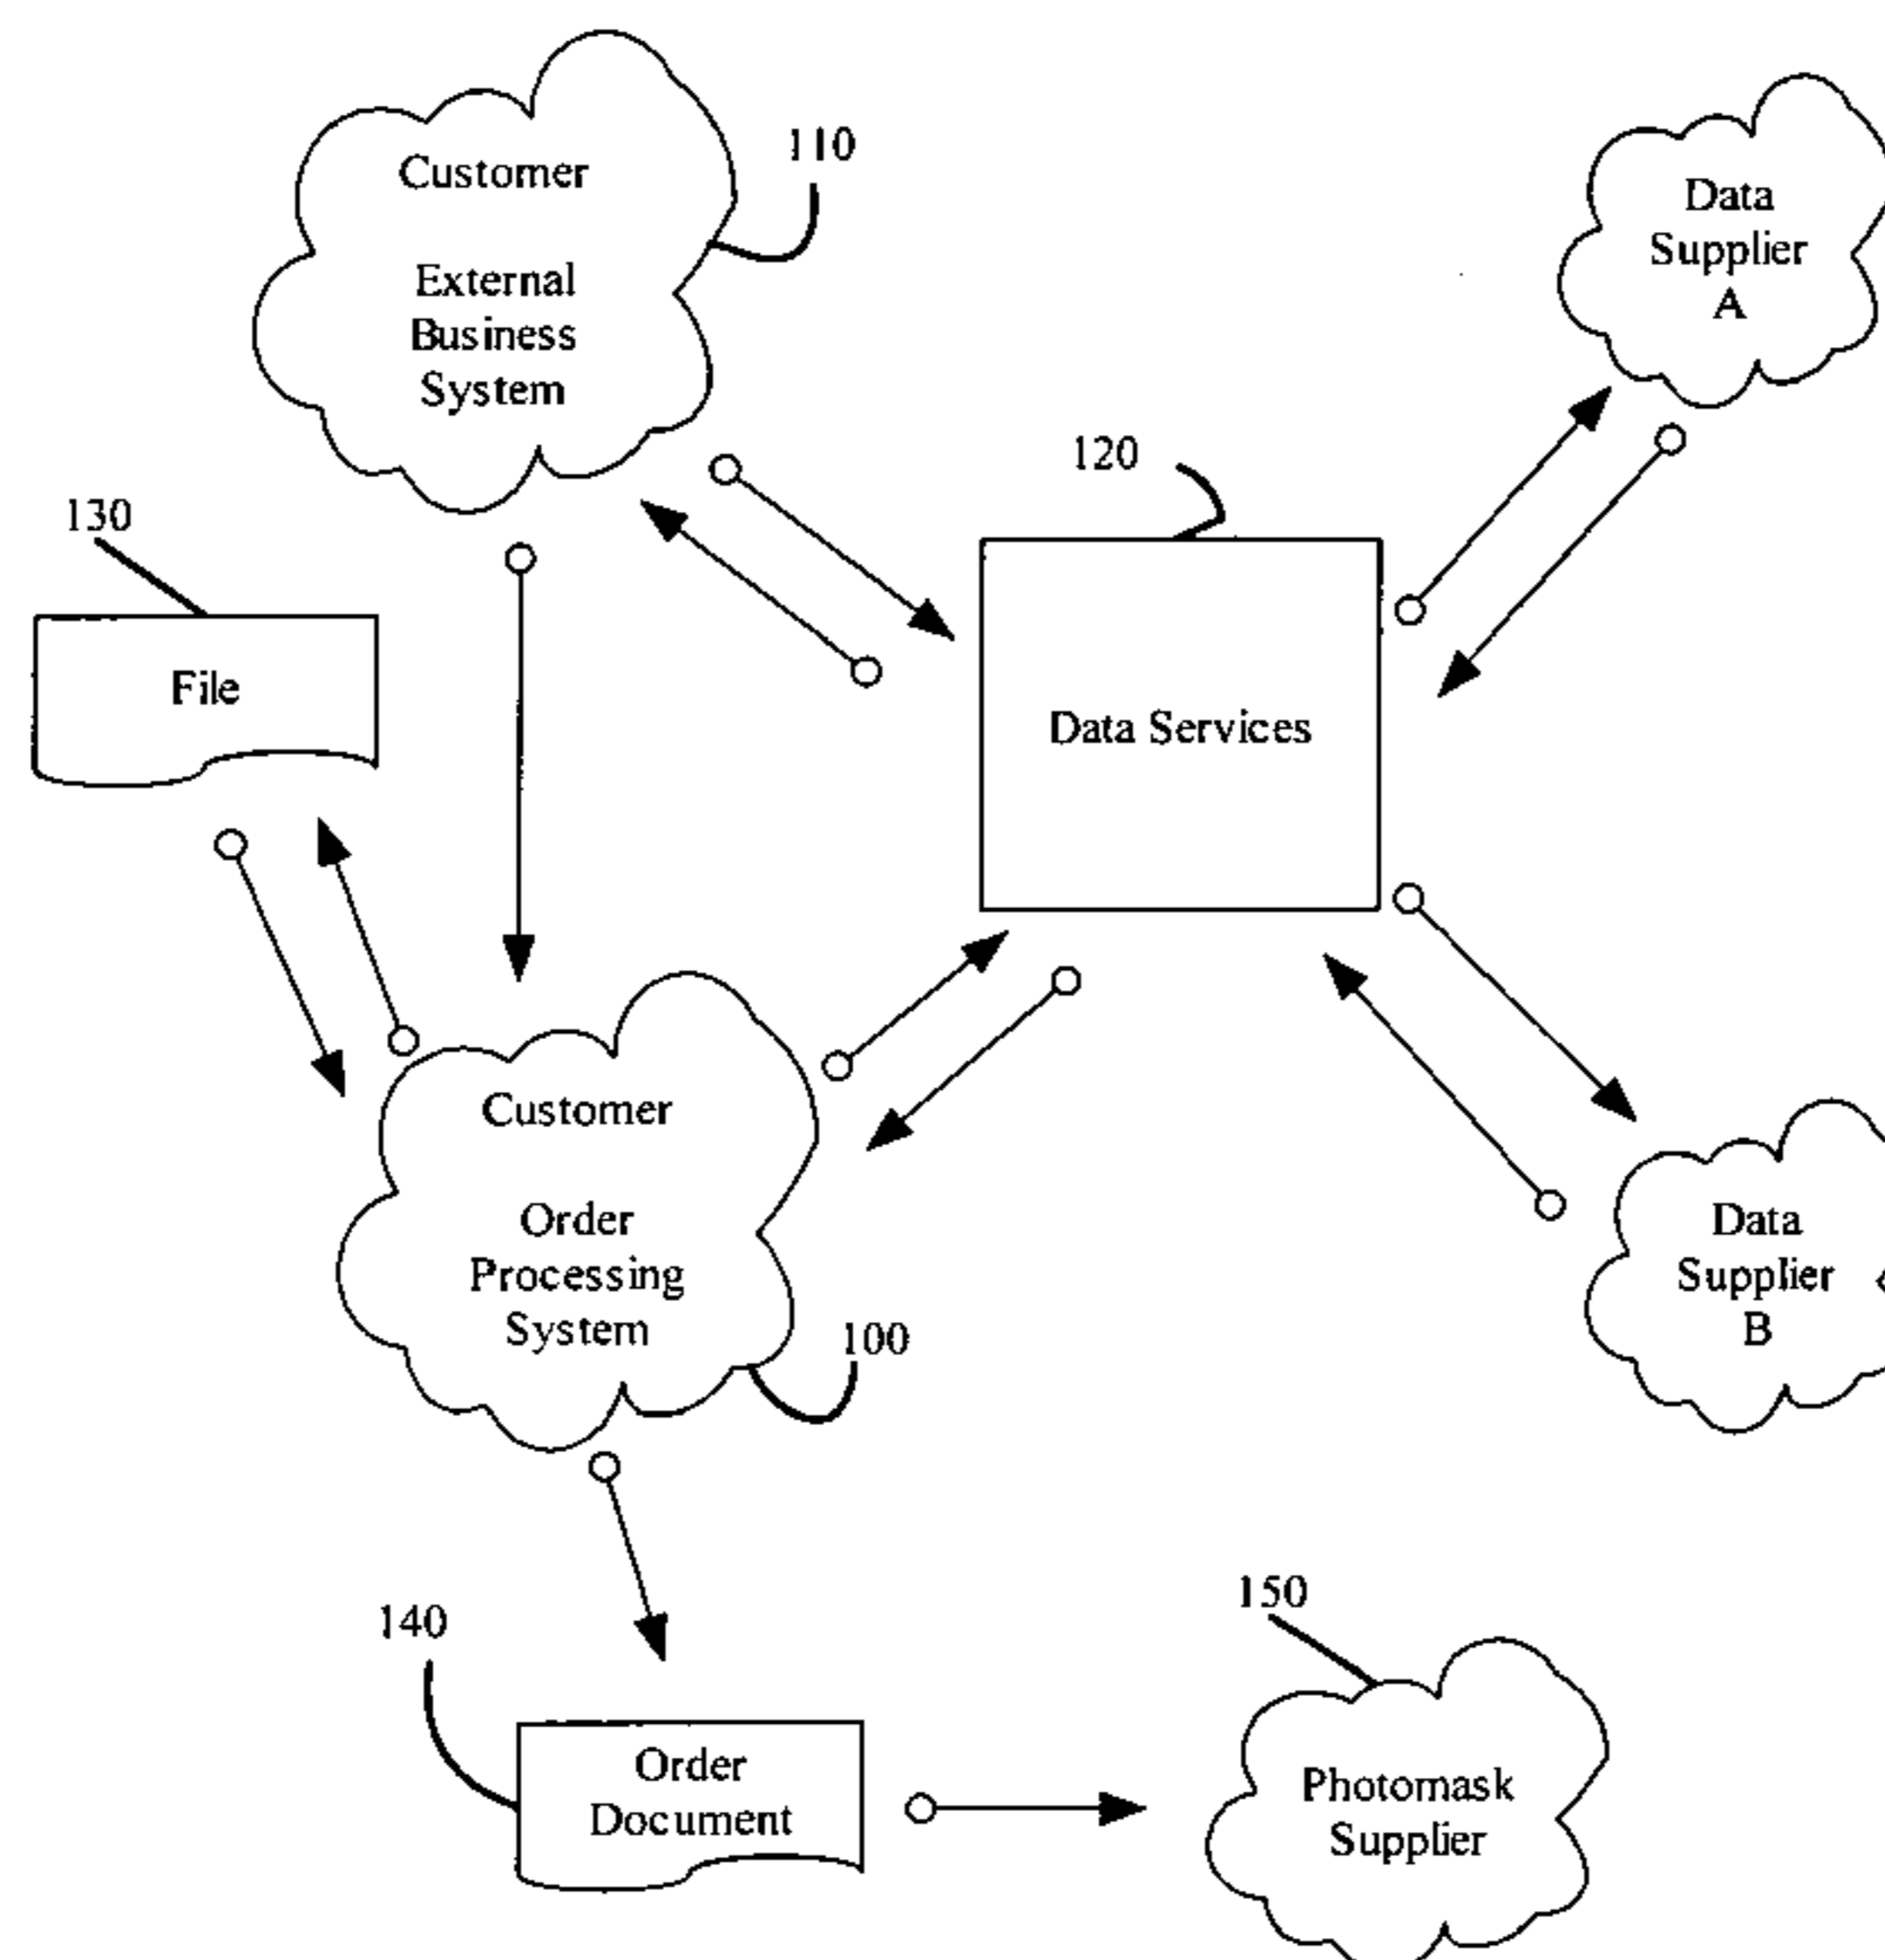 110
Customer
External
Business
System
Data
Supplier
A
120
130
File
Data Services
Customer
Order
Processing
System
100
Data
Supplier
B
140
150
Order
Document
Photomask
Supplier